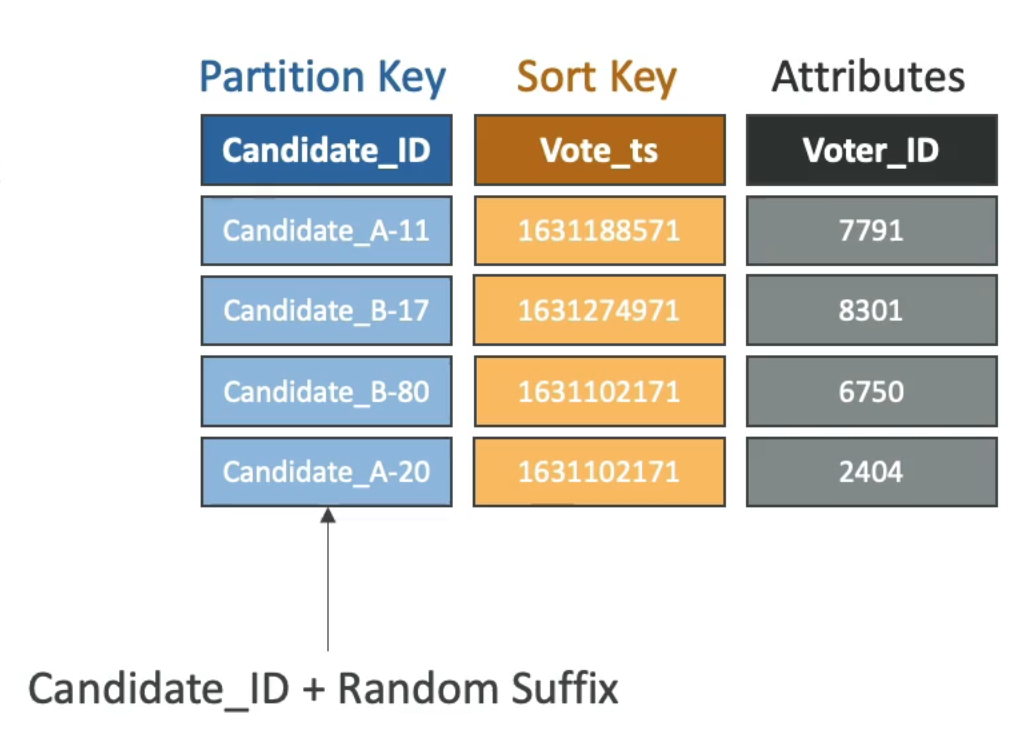 Partition Key Sort Key Attributes
Candidate_ID Vote_ts Voter_ID
Candidate_A-11 1631188571 7791
Candidate_B-17 1631274971 8301
Candidate_B-80 1631102171 6750
Candidate_A-20 1631102171 2404
Candidate_ID + Random Suffix